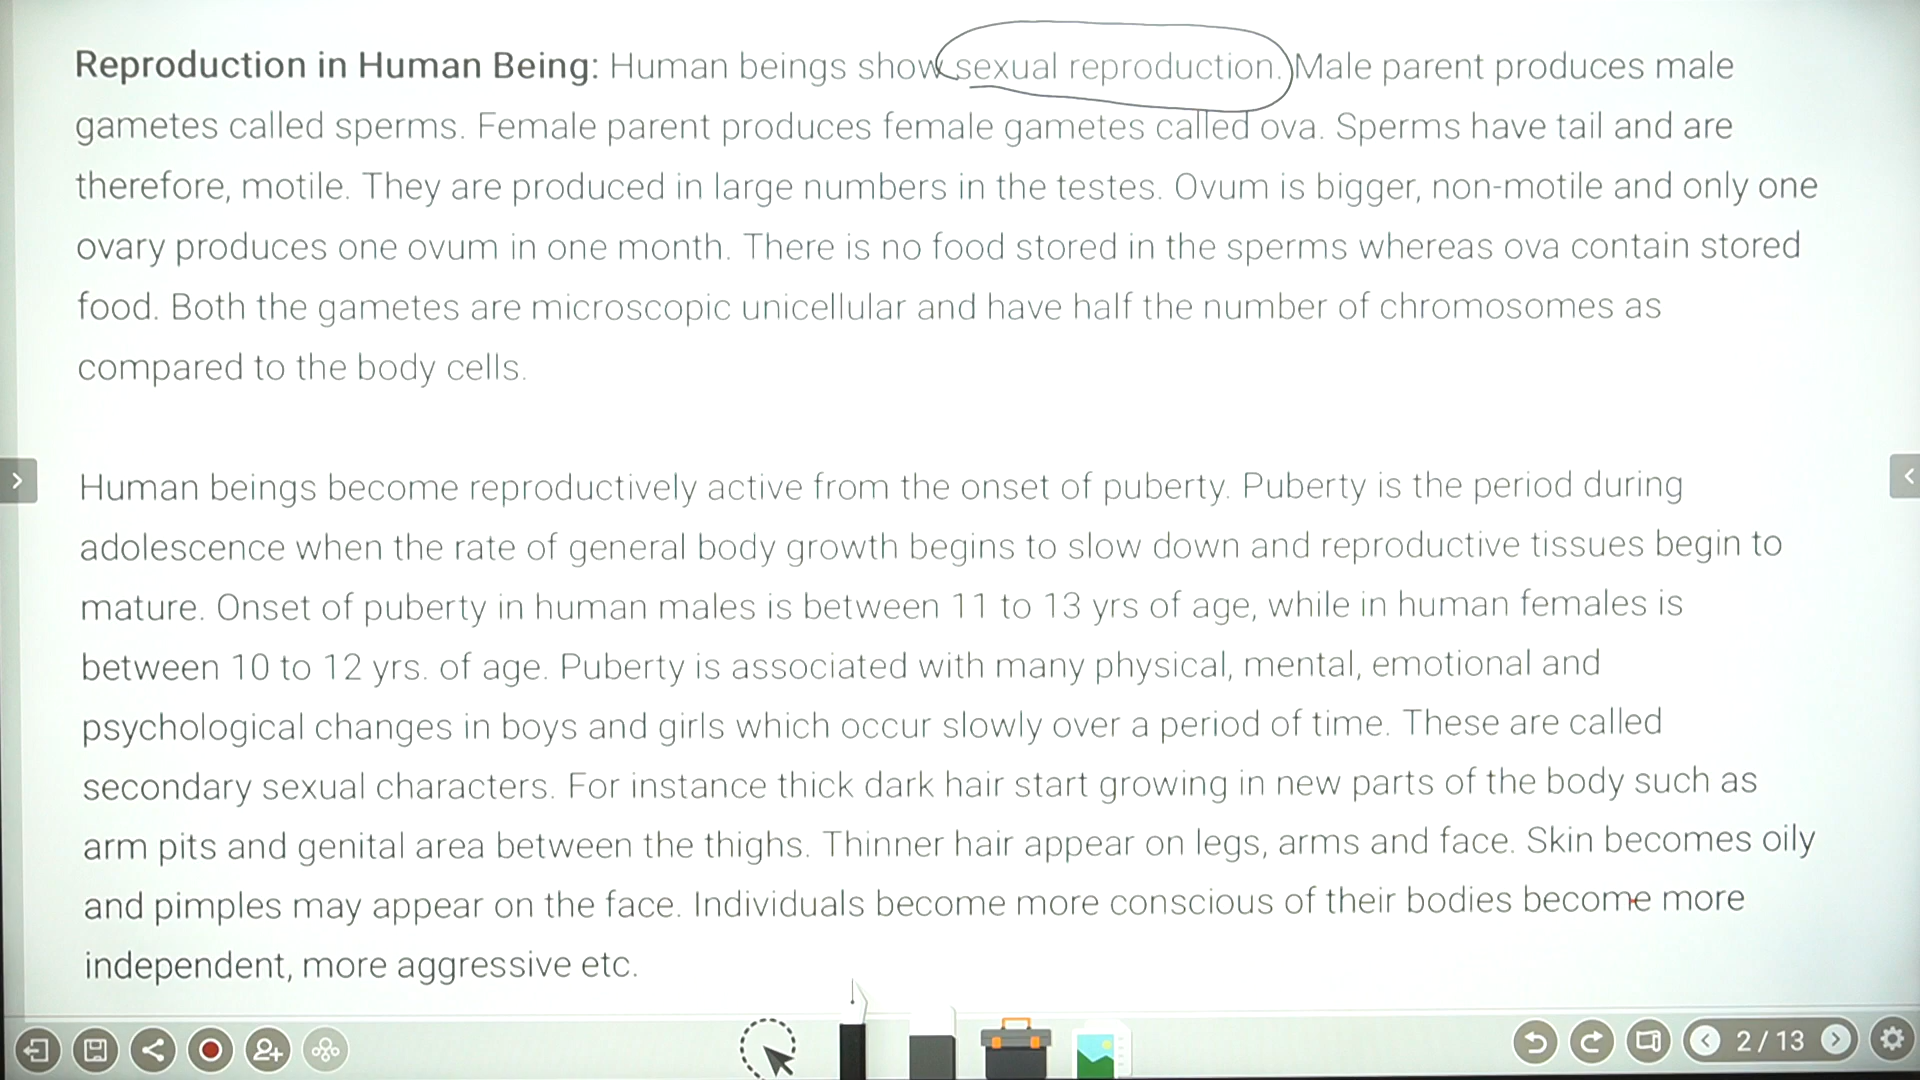 Reproduction in Human Being: Human beings show sexual reproduction. Male parent produces male
gametes called sperms. Female parent produces female gametes called ova. Sperms have tail and are
therefore, motile. They are produced in large numbers in the testes. Ovum is bigger, non-motile and only one
ovary produces one ovum in one month. There is no food stored in the sperms whereas ova contain stored
food. Both the gametes are microscopic unicellular and have half the number of chromosomes as
compared to the body cells.
Human beings become reproductively active from the onset of puberty. Puberty is the period during
adolescence when the rate of general body growth begins to slow down and reproductive tissues begin to
mature. Onset of puberty in human males is between 11 to 13 yrs of age, while in human females is
between 10 to 12 yrs. of age. Puberty is associated with many physical, mental, emotional and
psychological changes in boys and girls which occur slowly over a period of time. These are called
secondary sexual characters. For instance thick dark hair start growing in new parts of the body such as
arm pits and genital area between the thighs. Thinner hair appear on legs, arms and face. Skin becomes oily
and pimples may appear on the face. Individuals become more conscious of their bodies become more
independent, more aggressive etc.
2 / 13